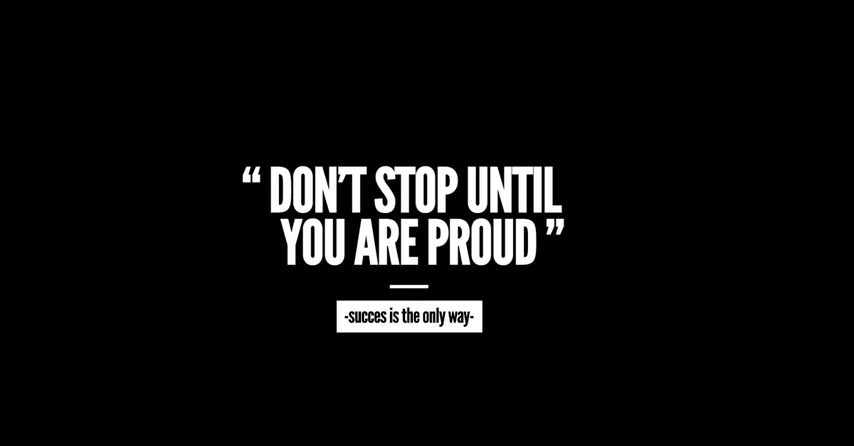 “ DON'T STOP UNTIL
YOU ARE PROUD ”
-succes is the only way-